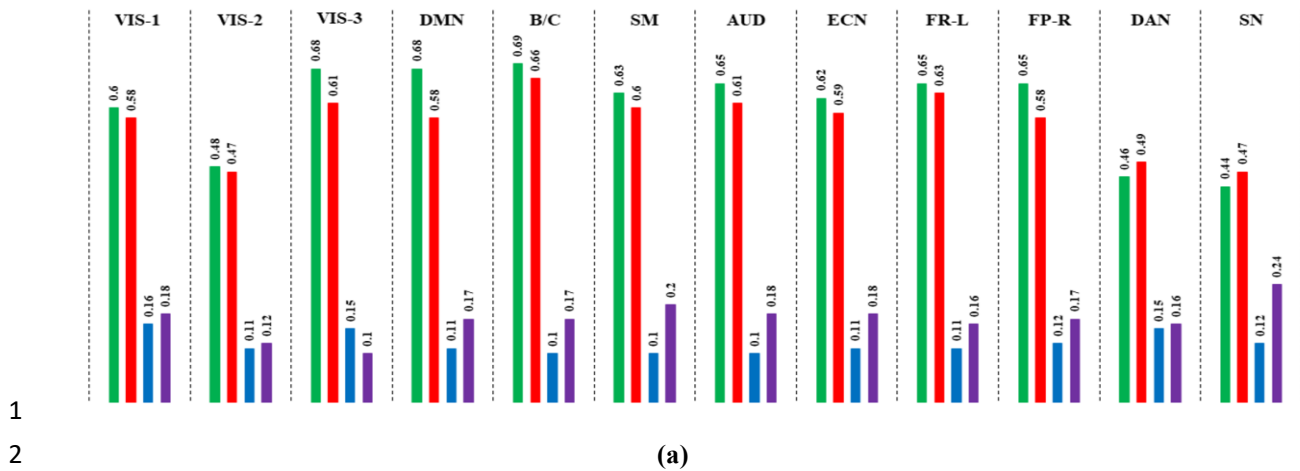 VIS-1 VIS-2 VIS-3 DMN B/C SM AUD ECN FR-L FP-R DAN SN
0.6 0.58 0.16 0.18 0.48 0.47 0.11 0.12 0.68 0.61 0.15 0.1 0.68 0.58 0.11 0.17 0.69 0.66 0.1 0.17 0.63 0.6 0.1 0.2 0.65 0.61 0.1 0.18 0.62 0.59 0.11 0.18 0.65 0.63 0.11 0.16 0.65 0.58 0.12 0.17 0.46 0.49 0.15 0.16 0.44 0.47 0.12 0.24
1
2 (a)